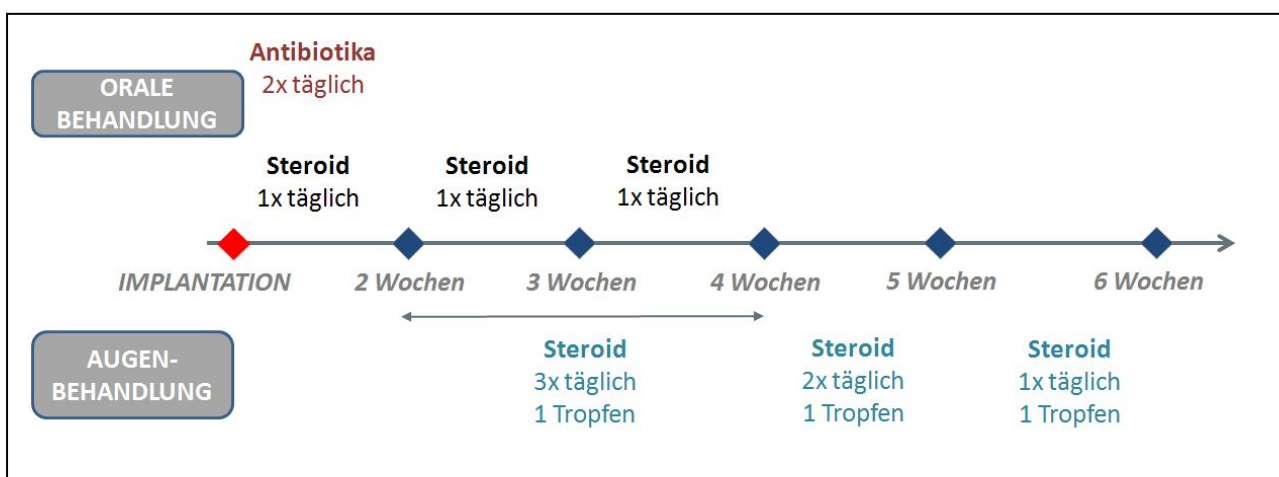 Antibiotika
2x täglich
ORALE
BEHANDLUNG
Steroid
1x täglich
Steroid
1x täglich
Steroid
1x täglich
IMPLANTATION
2 Wochen
3 Wochen
4 Wochen
5 Wochen
6 Wochen
AUGEN-
BEHANDLUNG
Steroid
3x täglich
1 Tropfen
Steroid
2x täglich
1 Tropfen
Steroid
1x täglich
1 Tropfen